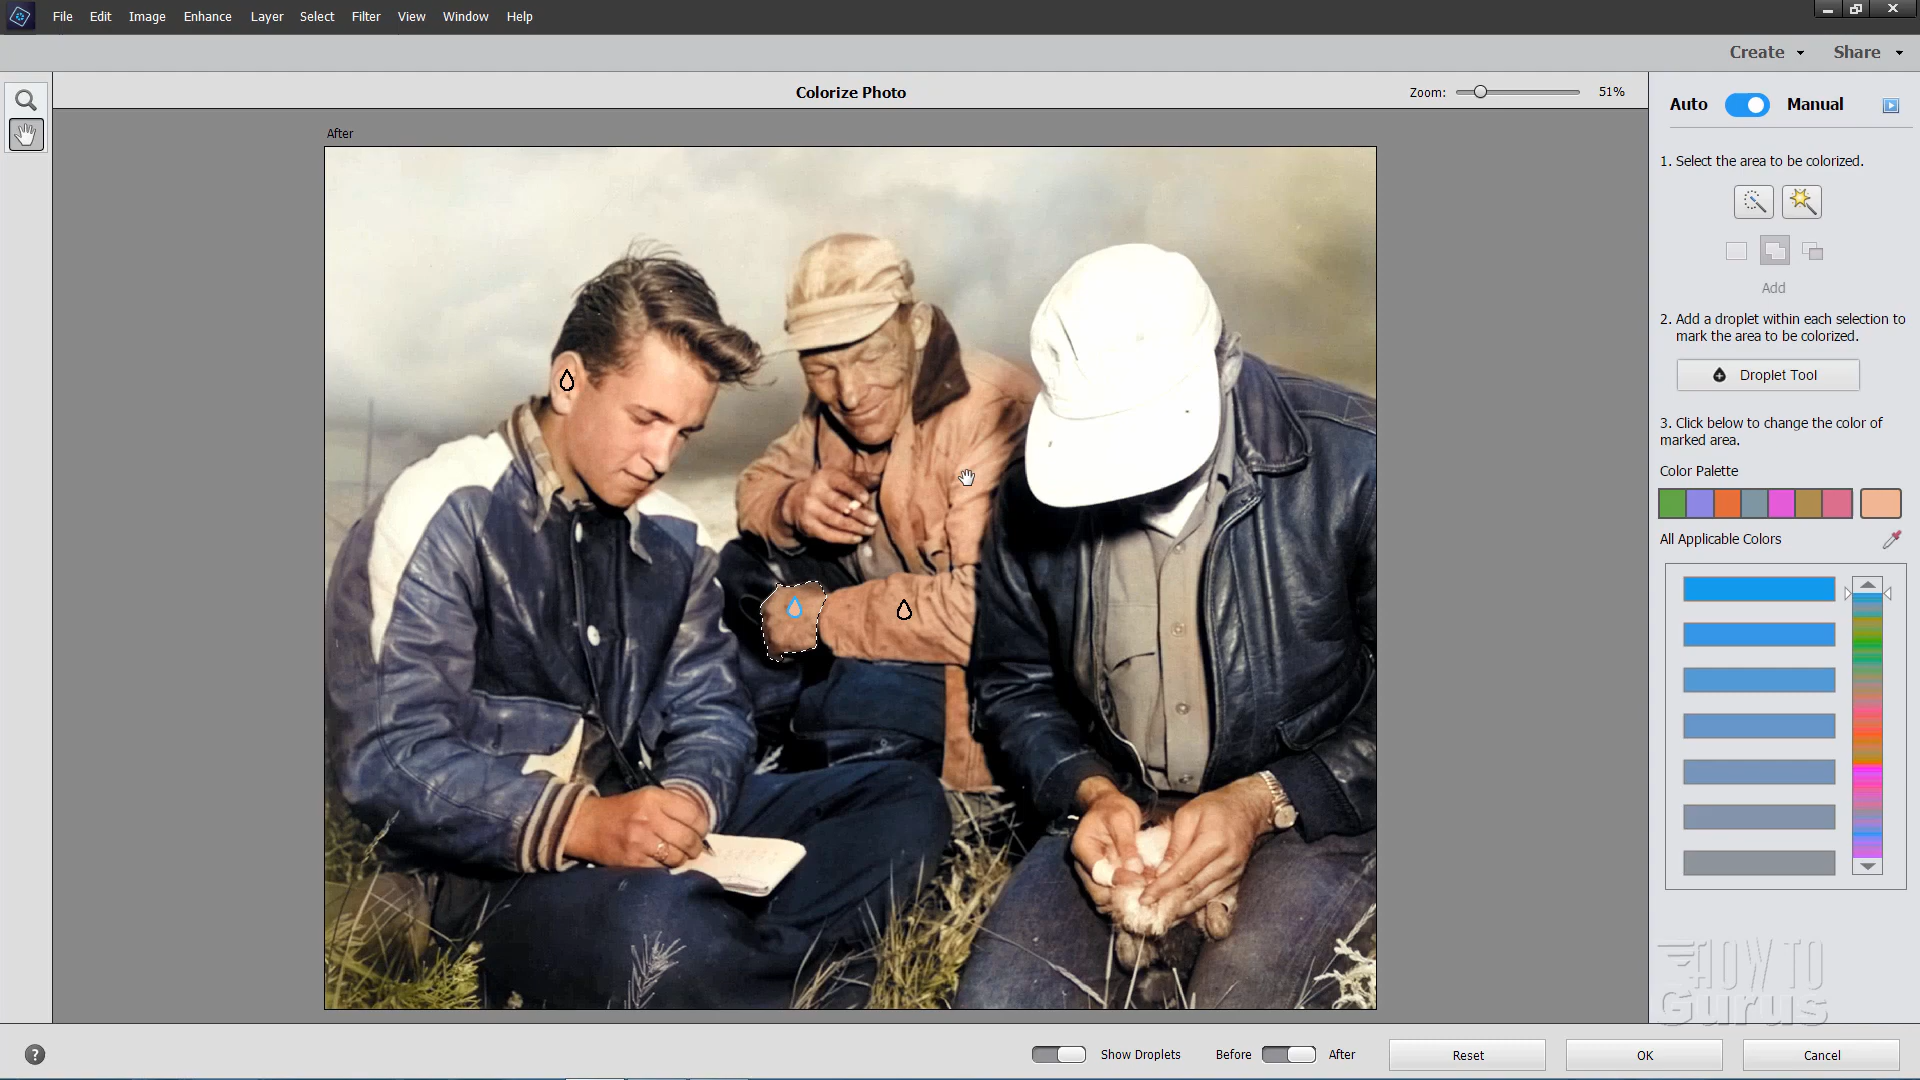 File Edit Image Enhance Layer Select Filter View Window Help
Create Share
Colorize Photo
Zoom: 51%
Auto Manual
After
1. Select the area to be colorized.
Add
2. Add a droplet within each selection to
mark the area to be colorized.
Droplet Tool
3. Click below to change the color of
marked area.
Color Palette
All Applicable Colors
HOW TO
Gurus
? Show Droplets Before After Reset OK Cancel